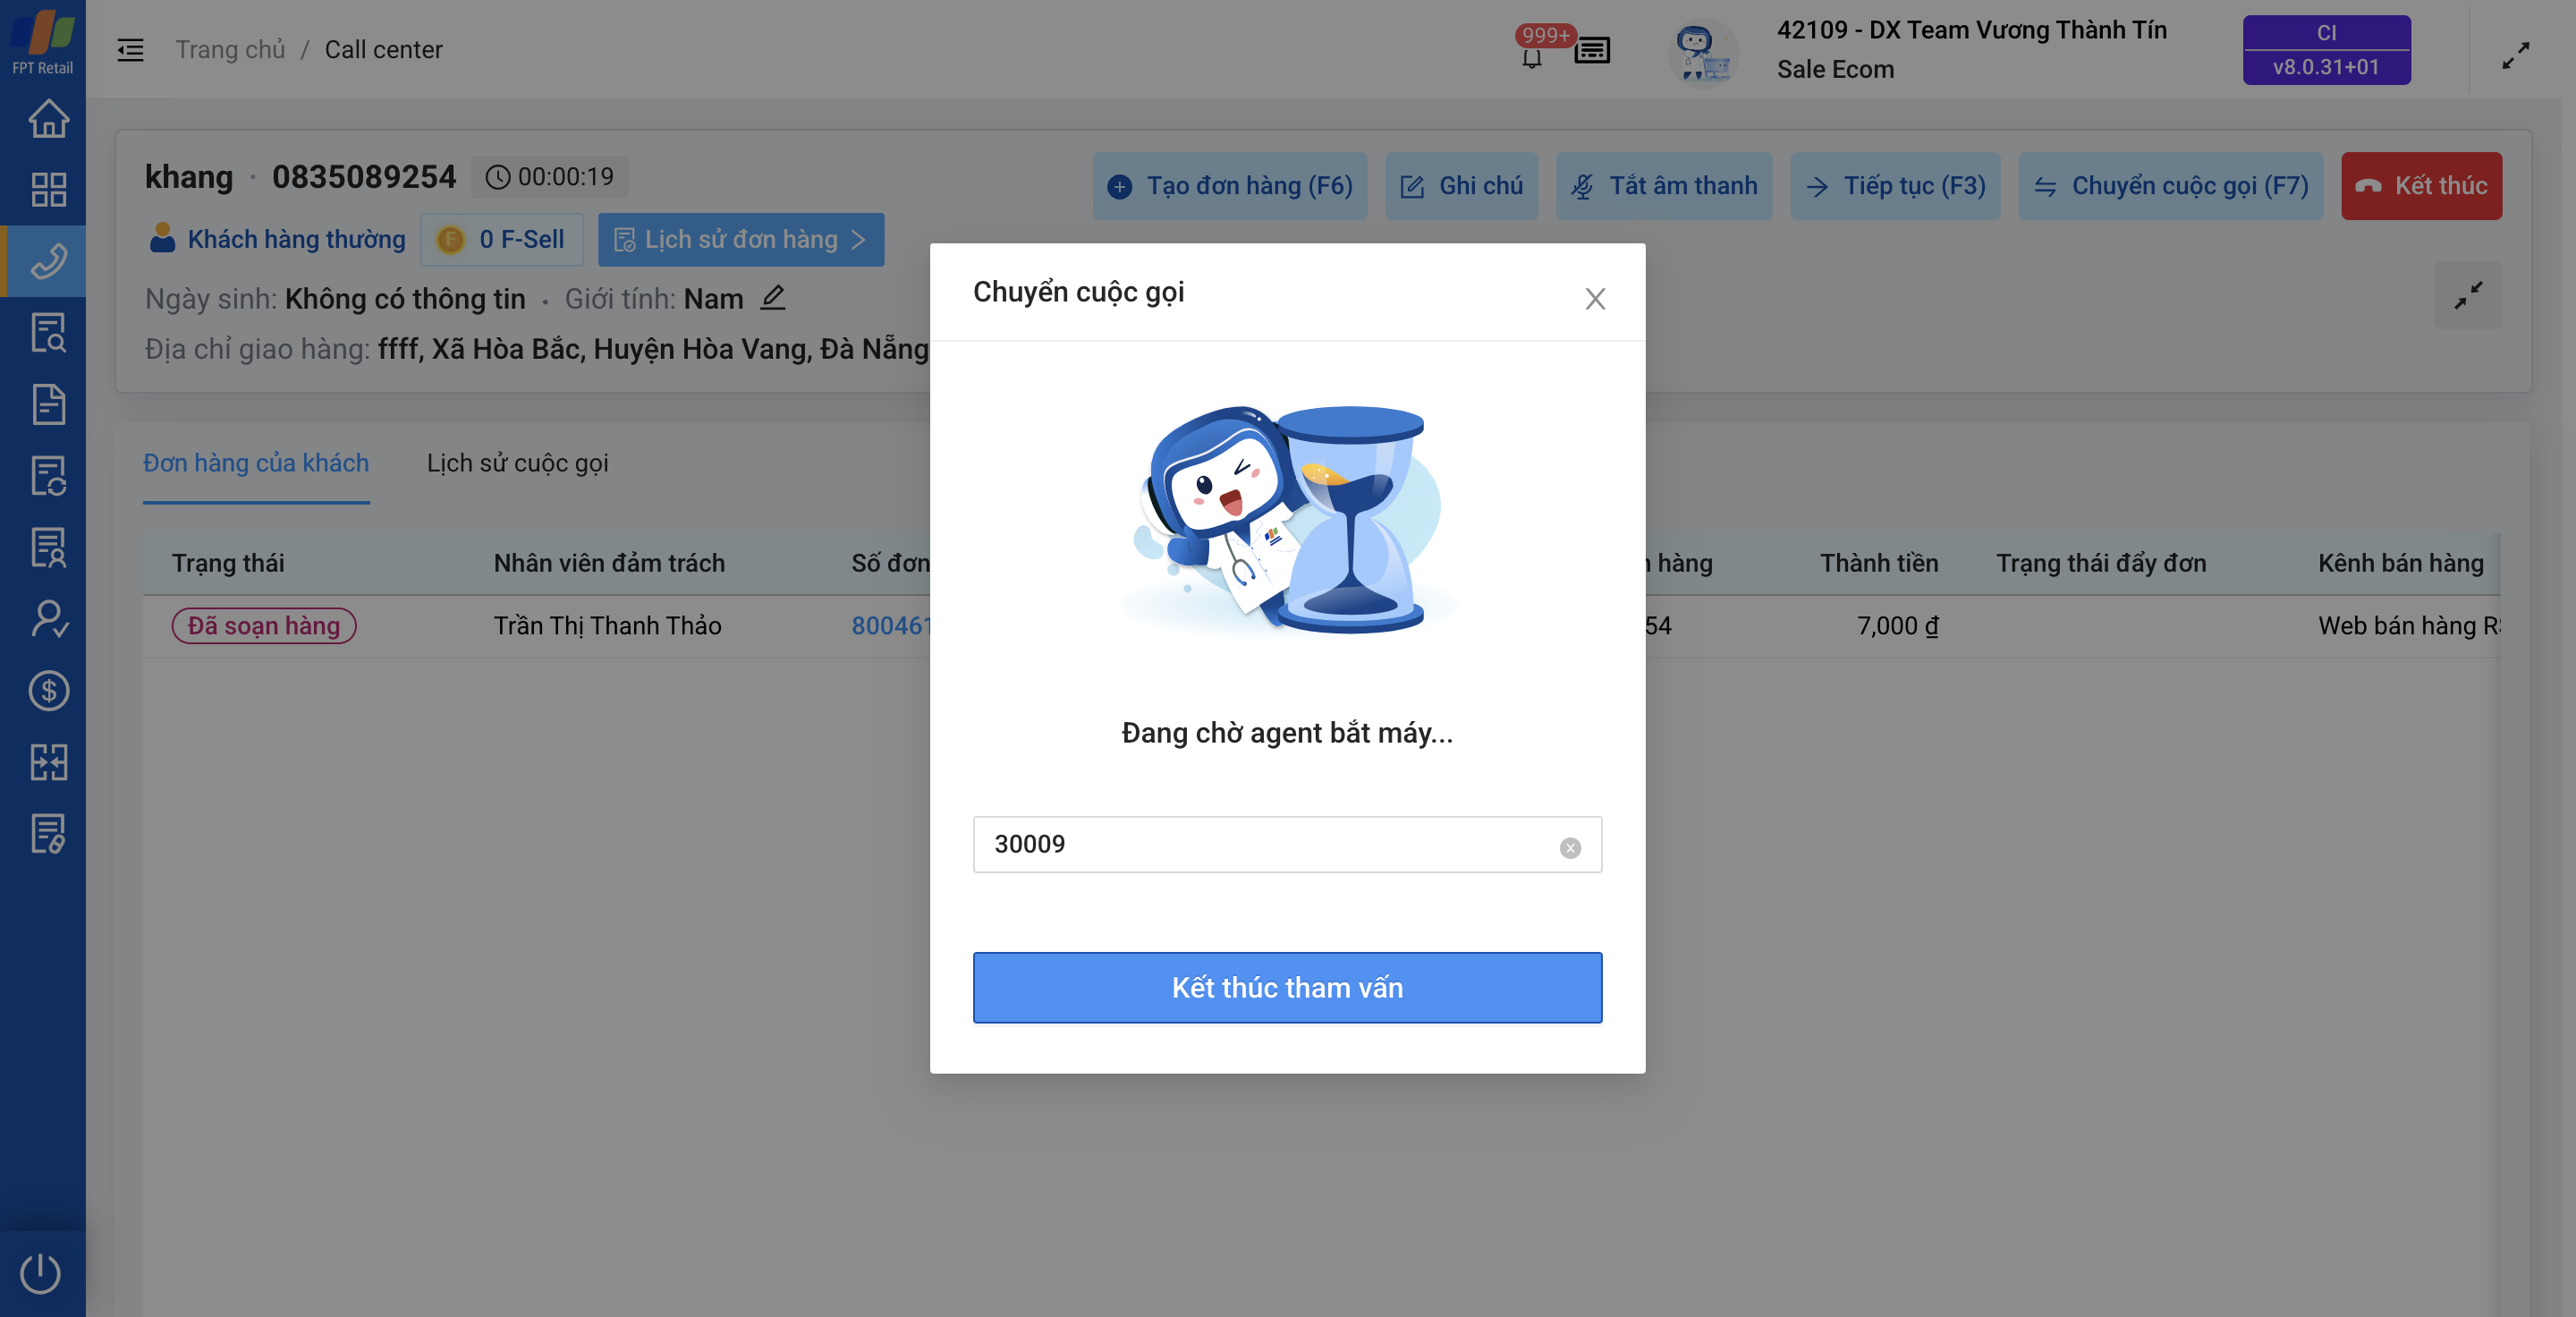 FPT Retail
Trang chủ / Call center
999+
42109 - DX Team Vương Thành Tín
Sale Ecom
CI
v8.0.31+01
khang · 0835089254 00:00:19
Tạo đơn hàng (F6)
Ghi chú
Tắt âm thanh
Tiếp tục (F3)
Chuyển cuộc gọi (F7)
Kết thúc
Khách hàng thường
F 0 F-Sell
Lịch sử đơn hàng
Ngày sinh: Không có thông tin · Giới tính: Nam
Địa chỉ giao hàng: ffff, Xã Hòa Bắc, Huyện Hòa Vang, Đà Nẵng
Đơn hàng của khách
Lịch sử cuộc gọi
Trạng thái
Nhân viên đảm trách
Số đơn
hàng
Thành tiền
Trạng thái đẩy đơn
Kênh bán hàng
Đã soạn hàng
Trần Thị Thanh Thảo
80046
54
7,000 ₫
Web bán hàng R
Chuyển cuộc gọi
Đang chờ agent bắt máy...
30009
Kết thúc tham vấn